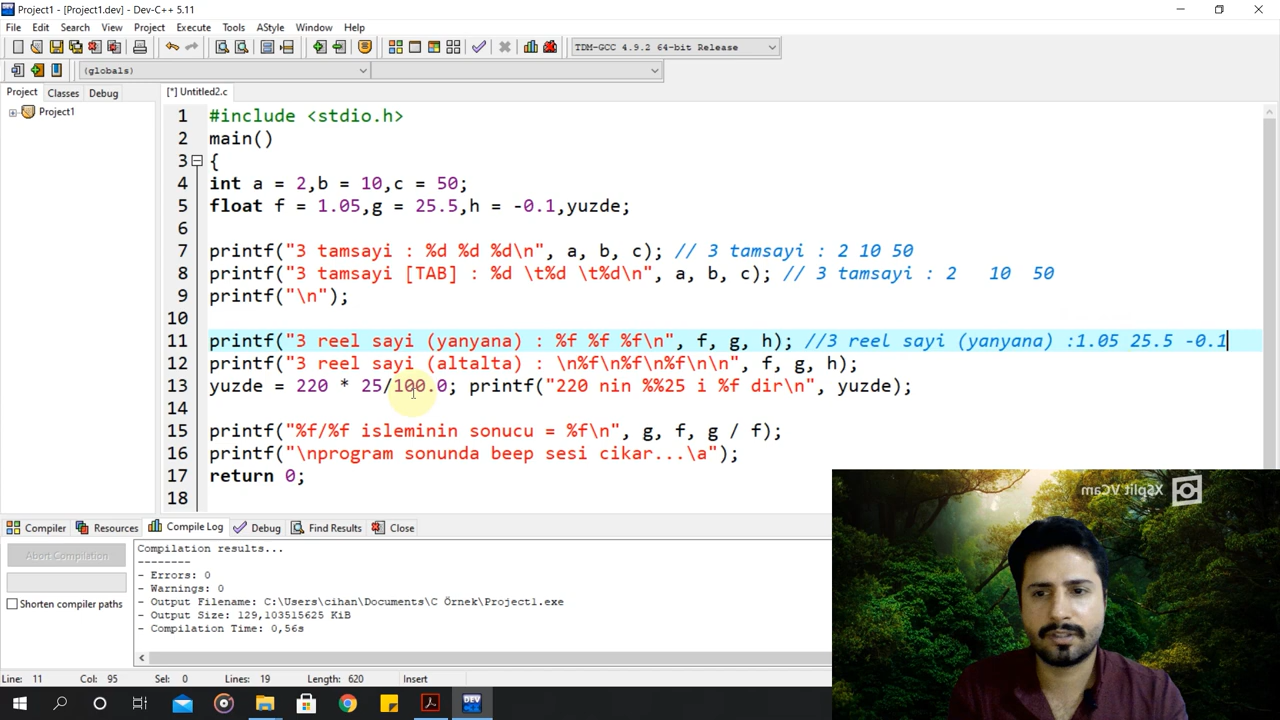 Project1 - [Project1.dev] - Dev-C++ 5.11
File Edit Search View Project Execute Tools AStyle Window Help
TDM-GCC 4.9.2 64-bit Release
(globals)
Project Classes Debug [*] Untitled2.c
Project1
1 #include <stdio.h>
2 main()
3 {
4 int a = 2,b = 10,c = 50;
5 float f = 1.05,g = 25.5,h = -0.1,yuzde;
6
7 printf("3 tamsayi : %d %d %d\n", a, b, c); // 3 tamsayi : 2 10 50
8 printf("3 tamsayi [TAB] : %d \t%d \t%d\n", a, b, c); // 3 tamsayi : 2   10  50
9 printf("\n");
10
11 printf("3 reel sayi (yanyana) : %f %f %f\n", f, g, h); //3 reel sayi (yanyana) :1.05 25.5 -0.1
12 printf("3 reel sayi (altalta) : \n%f\n%f\n%f\n\n", f, g, h);
13 yuzde = 220 * 25/100.0; printf("220 nin %%25 i %f dir\n", yuzde);
14
15 printf("%f/%f isleminin sonucu = %f\n", g, f, g / f);
16 printf("\nprogram sonunda beep sesi cikar...\a");
17 return 0;
18
XSplit VCam
Compiler Resources Compile Log Debug Find Results Close
Abort Compilation
Shorten compiler paths
Compilation results...
--------
- Errors: 0
- Warnings: 0
- Output Filename: C:\Users\cihan\Documents\C Örnek\Project1.exe
- Output Size: 129,103515625 KiB
- Compilation Time: 0,56s
Line: 11 Col: 95 Sel: 0 Lines: 19 Length: 620 Insert
DEV